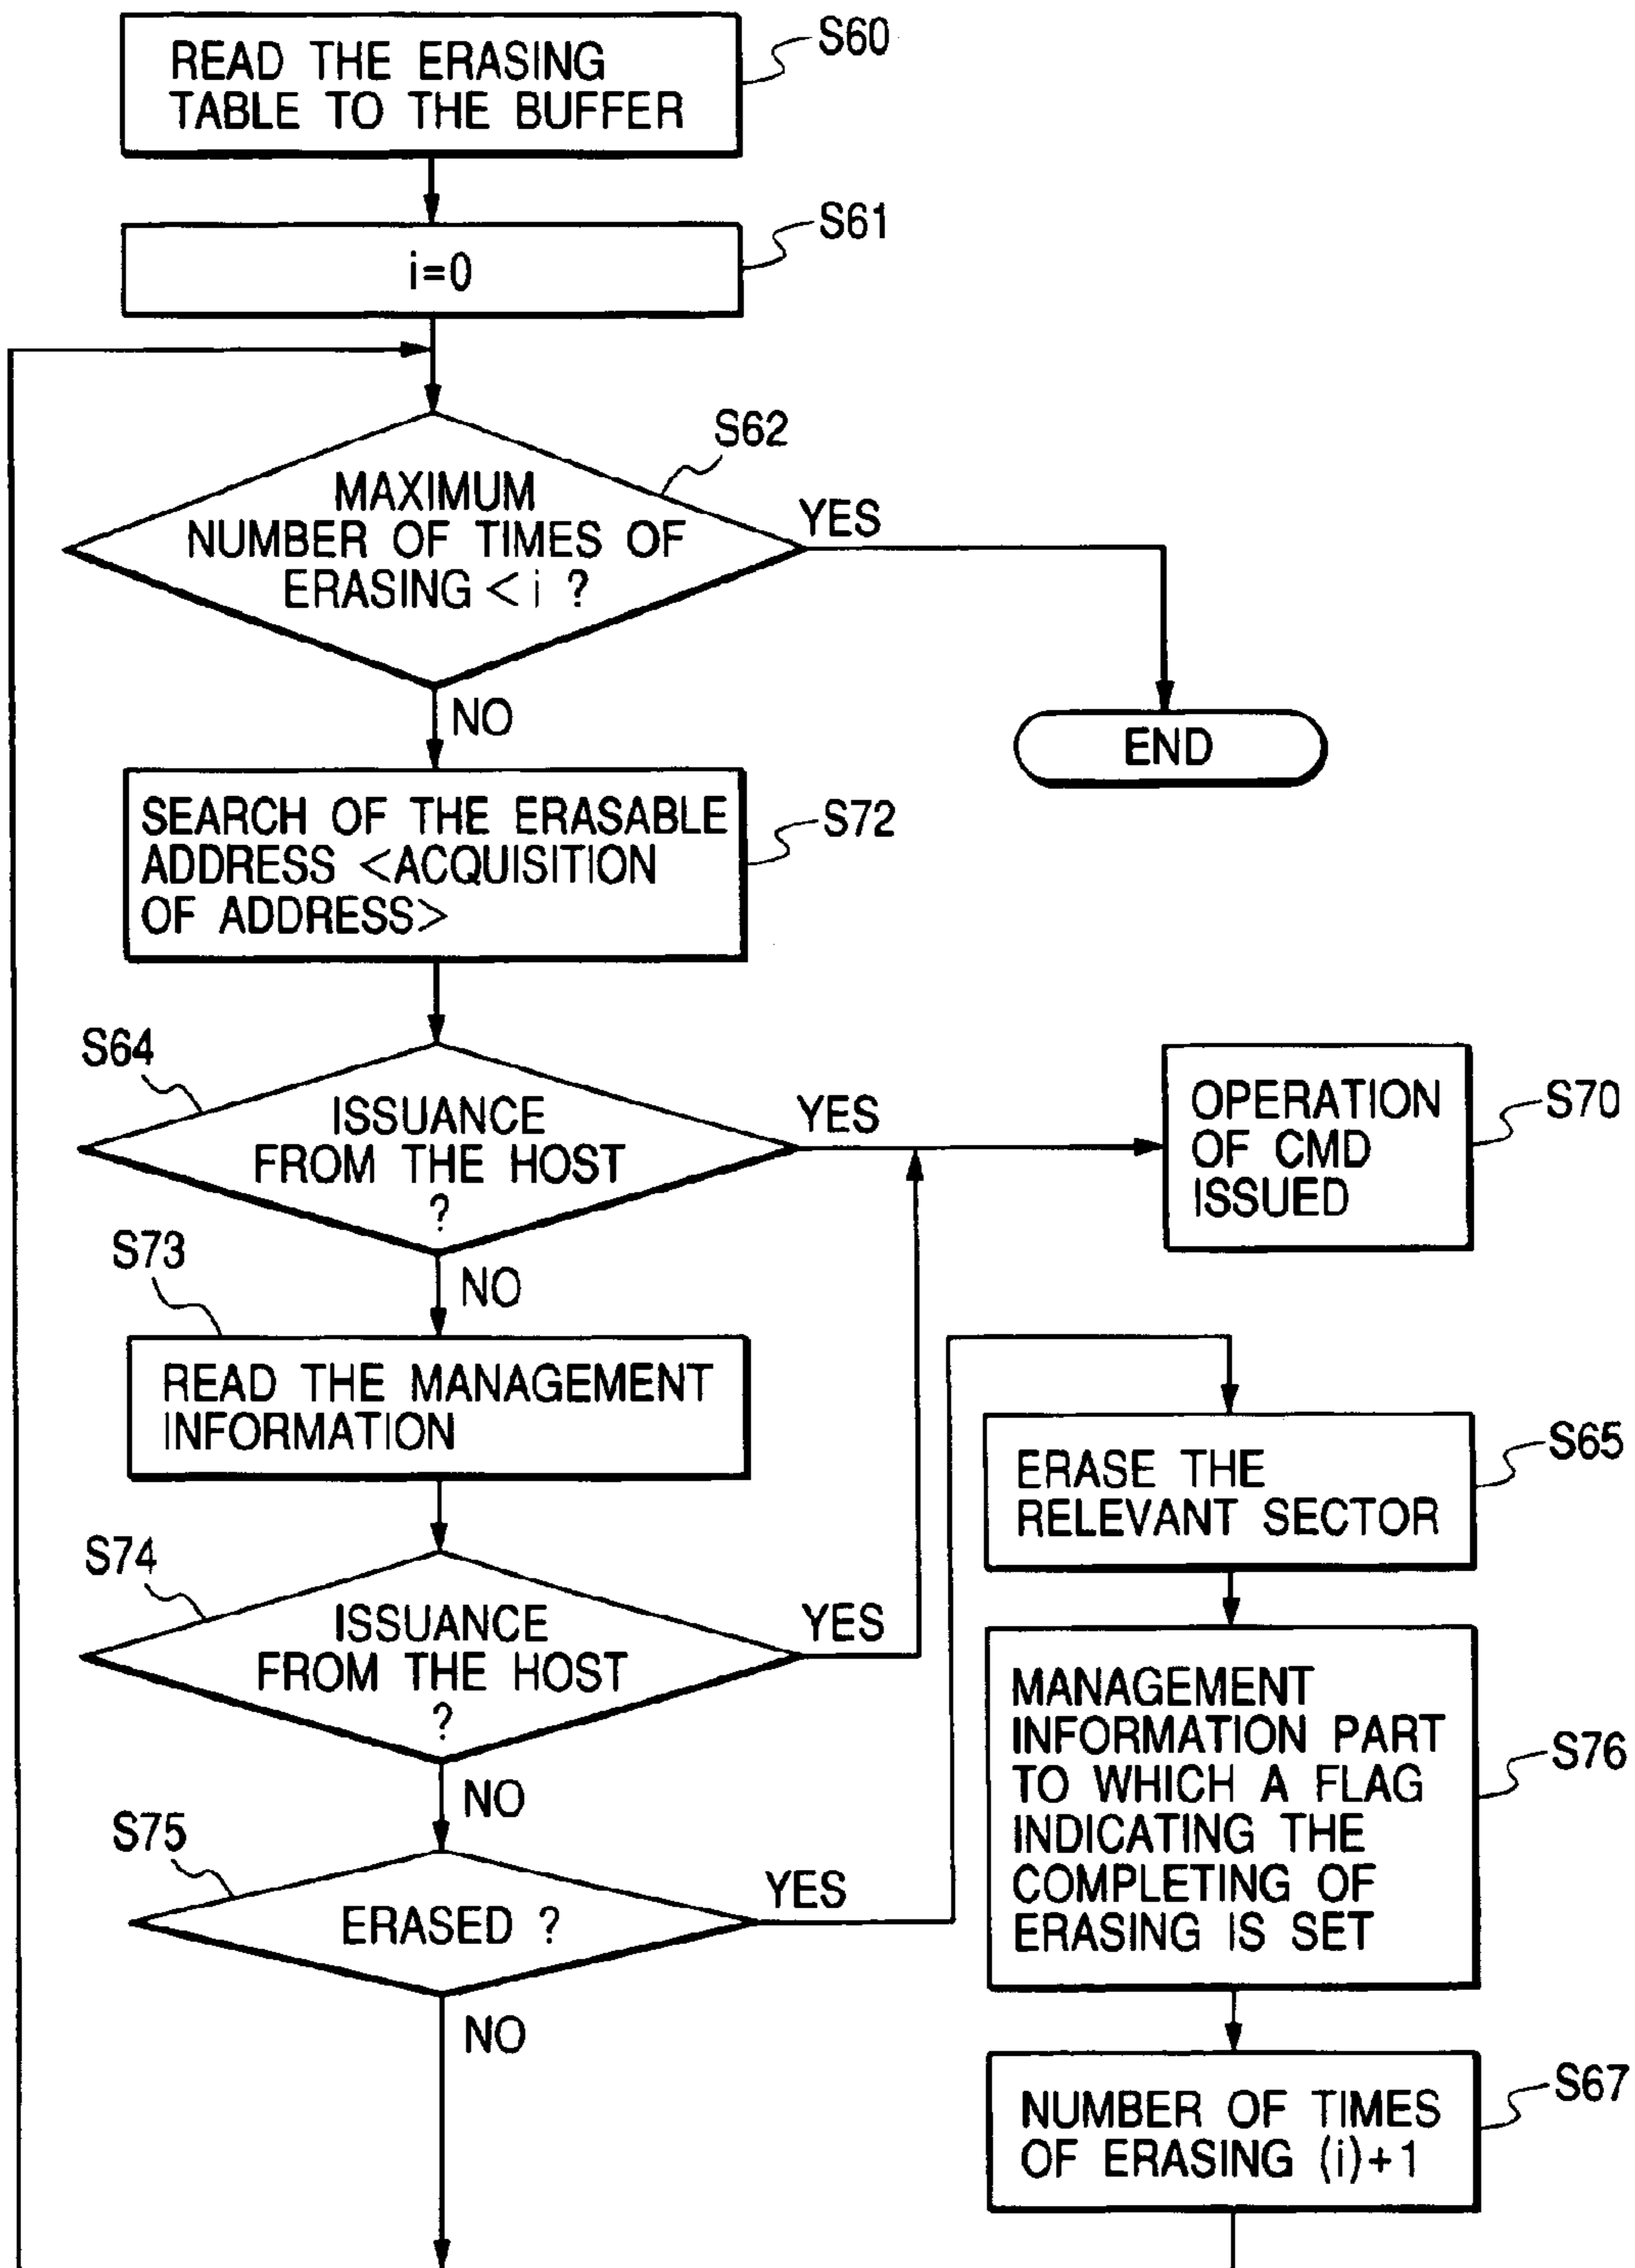 S60
READ THE ERASING
TABLE TO THE BUFFER
S61
i=0
S62
MAXIMUM
NUMBER OF TIMES OF
ERASING < i ?
YES
NO
END
SEARCH OF THE ERASABLE
ADDRESS <ACQUISITION
OF ADDRESS>
S72
S64
ISSUANCE
FROM THE HOST
?
YES
OPERATION
OF CMD
ISSUED
S70
NO
S73
READ THE MANAGEMENT
INFORMATION
S74
ISSUANCE
FROM THE HOST
?
YES
NO
S75
ERASED ?
YES
NO
ERASE THE
RELEVANT SECTOR
S65
MANAGEMENT
INFORMATION PART
TO WHICH A FLAG
INDICATING THE
COMPLETING OF
ERASING IS SET
S76
NUMBER OF TIMES
OF ERASING (i)+1
S67